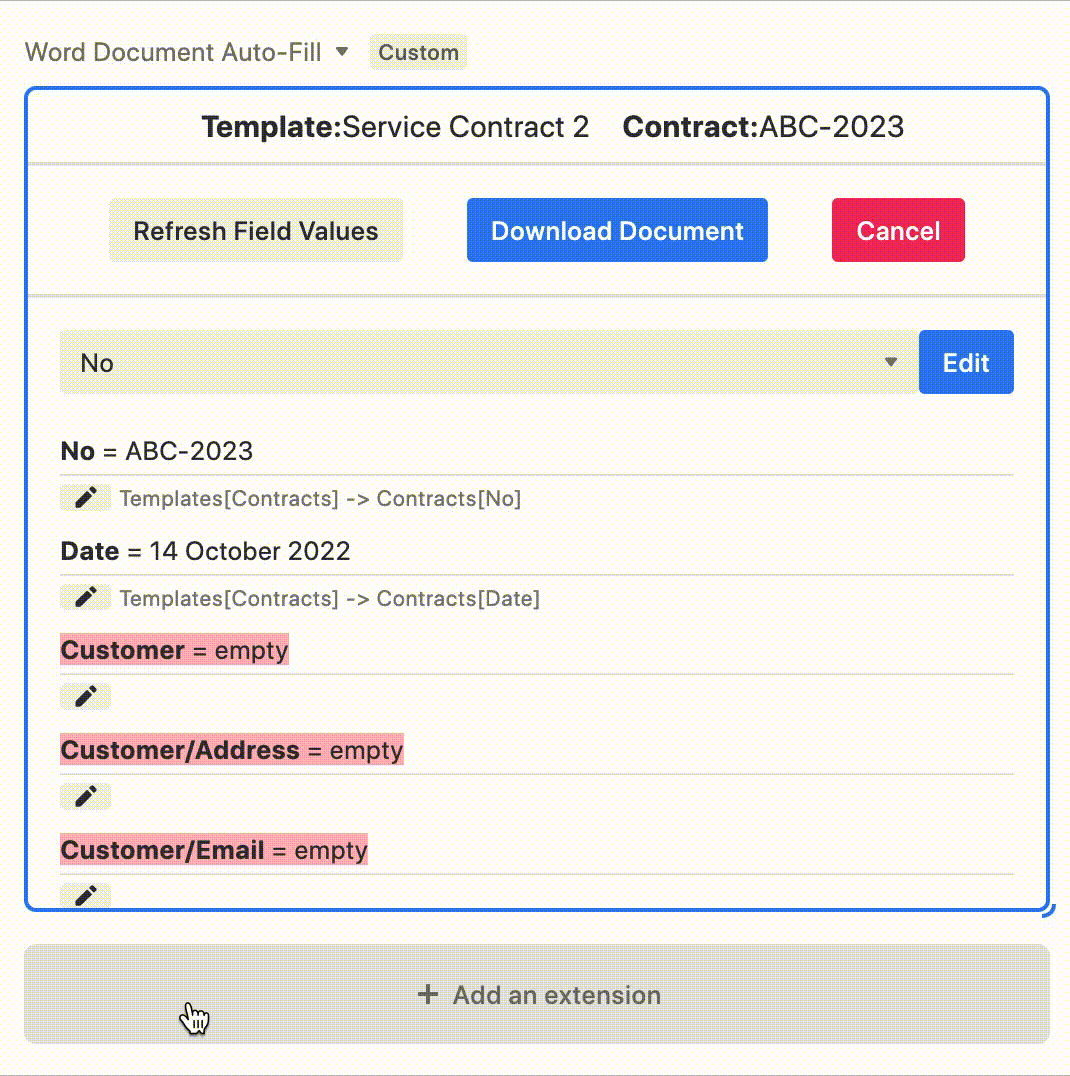 Word Document Auto-Fill Custom
Template:Service Contract 2 Contract:ABC-2023
Refresh Field Values Download Document Cancel
No Edit
No = ABC-2023
Templates[Contracts] -> Contracts[No]
Date = 14 October 2022
Templates[Contracts] -> Contracts[Date]
Customer = empty
Customer/Address = empty
Customer/Email = empty
+ Add an extension